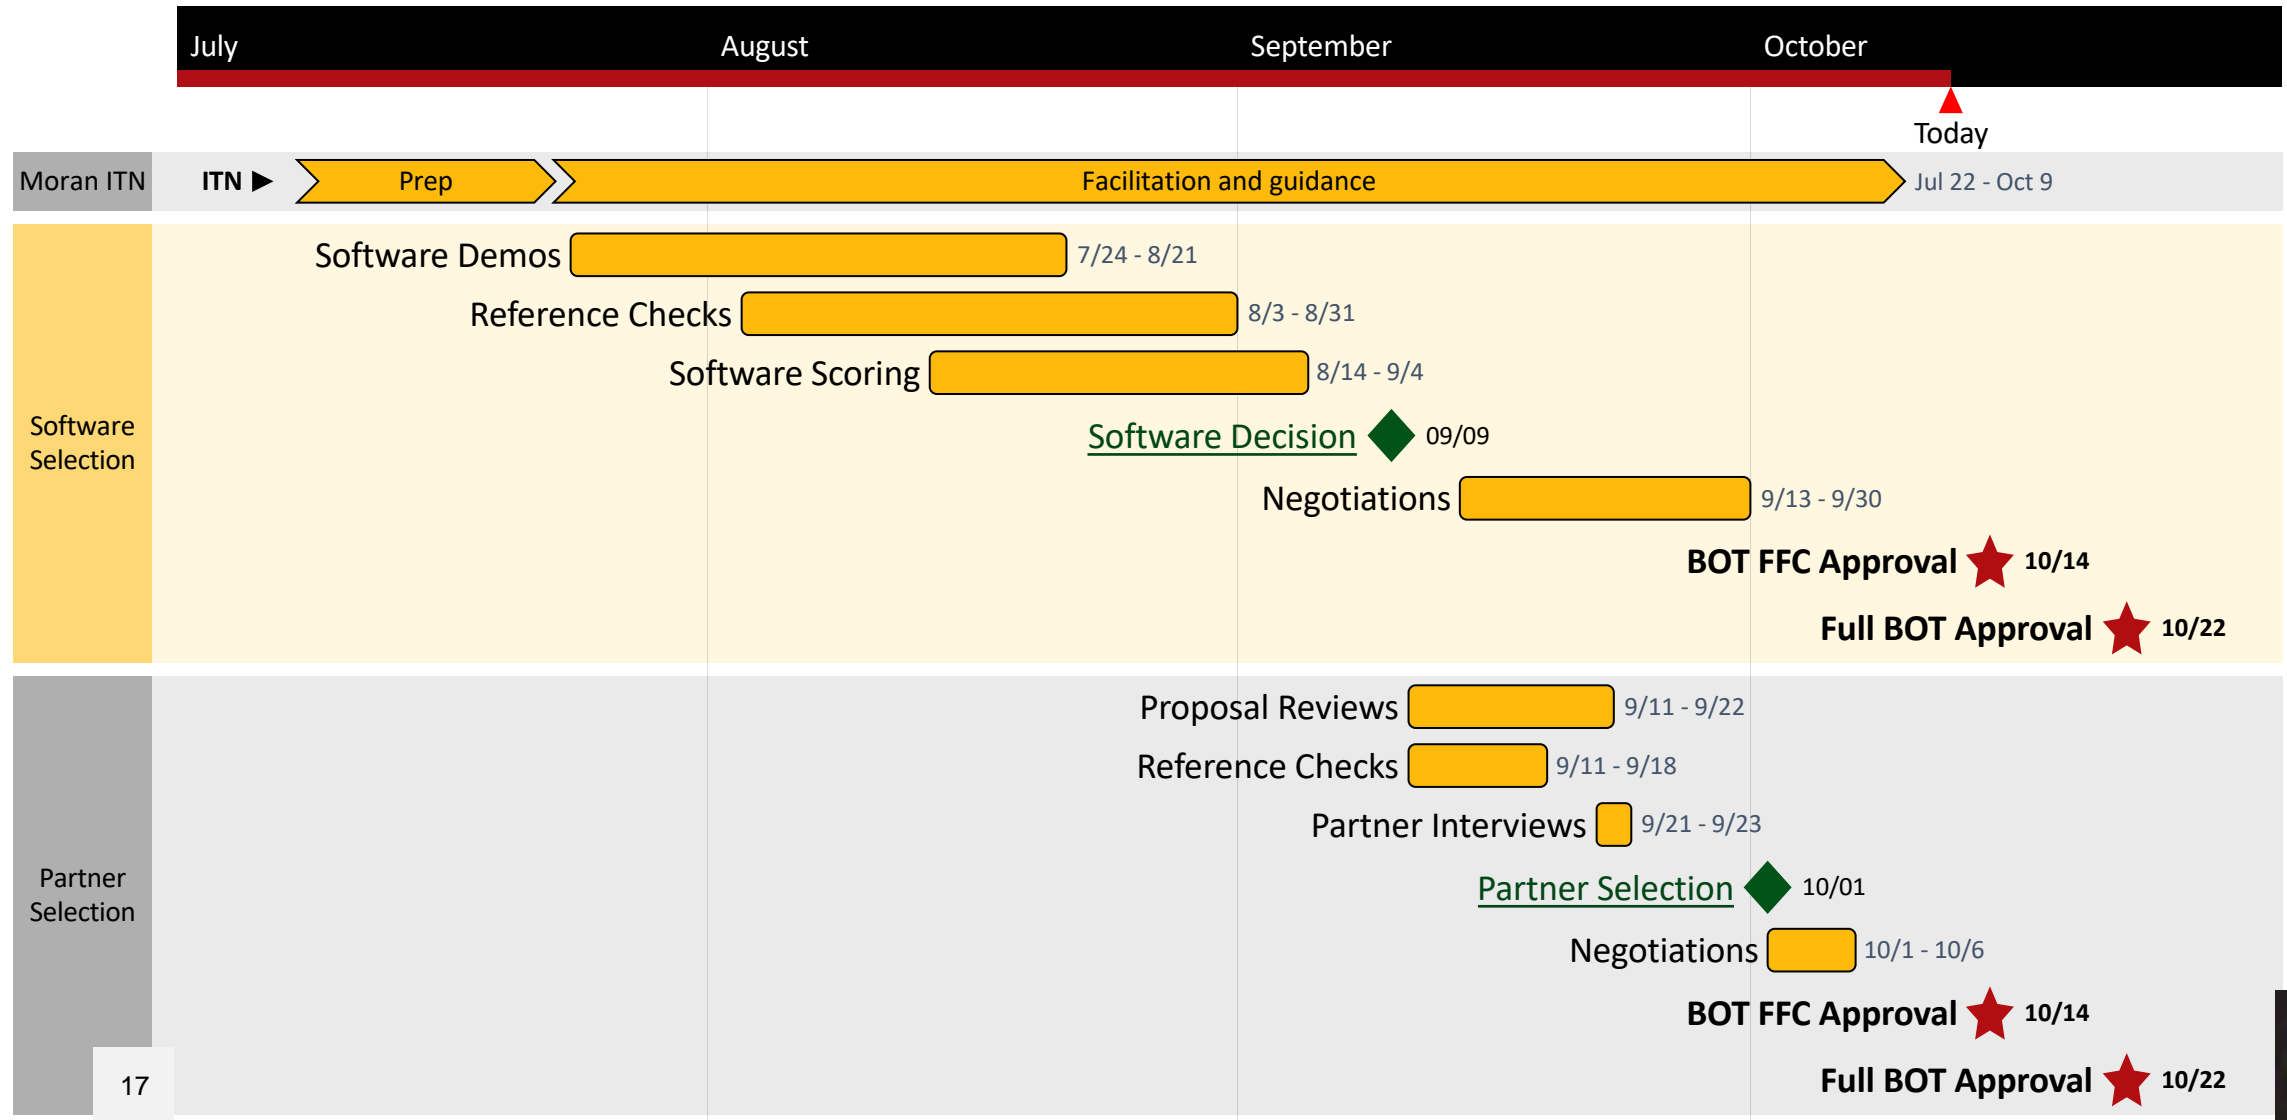 July August September October
Today
Moran ITN ITN ► Prep Facilitation and guidance Jul 22 - Oct 9
Software Demos 7/24 - 8/21
Reference Checks 8/3 - 8/31
Software Scoring 8/14 - 9/4
Software
Selection
Software Decision 09/09
Negotiations 9/13 - 9/30
BOT FFC Approval 10/14
Full BOT Approval 10/22
Proposal Reviews 9/11 - 9/22
Reference Checks 9/11 - 9/18
Partner Interviews 9/21 - 9/23
Partner
Selection
Partner Selection 10/01
Negotiations 10/1 - 10/6
BOT FFC Approval 10/14
Full BOT Approval 10/22
17